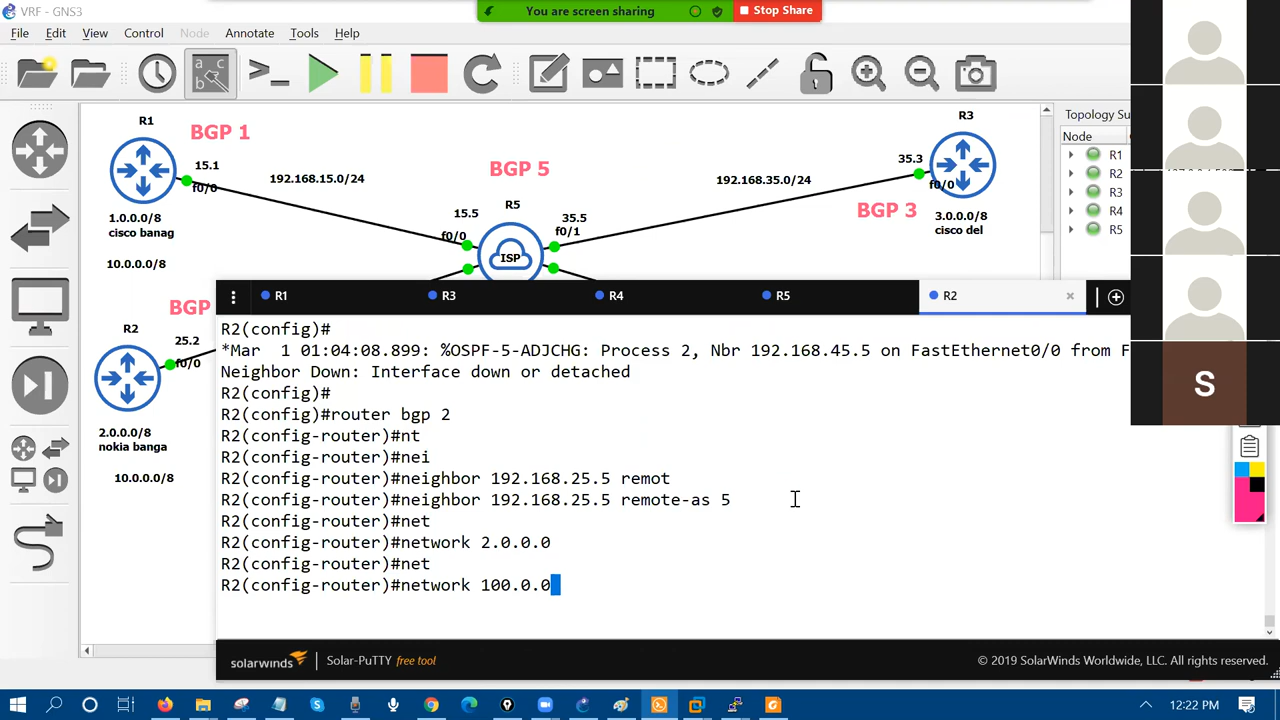 VRF - GNS3
You are screen sharing
Stop Share
File Edit View Control Node Annotate Tools Help
R1
BGP 1
15.1
f0/0
192.168.15.0/24
1.0.0.0/8
cisco banag
10.0.0.0/8
BGP 5
R5
15.5
f0/0
35.5
f0/1
ISP
192.168.35.0/24
R3
35.3
f0/0
BGP 3
3.0.0.0/8
cisco del
Topology Su
Node
R1
R2
R3
R4
R5
BGP
R2
25.2
f0/0
2.0.0.0/8
nokia banga
10.0.0.0/8
R1 R3 R4 R5 R2
R2(config)#
*Mar  1 01:04:08.899: %OSPF-5-ADJCHG: Process 2, Nbr 192.168.45.5 on FastEthernet0/0 from F
Neighbor Down: Interface down or detached
R2(config)#
R2(config)#router bgp 2
R2(config-router)#nt
R2(config-router)#nei
R2(config-router)#neighbor 192.168.25.5 remot
R2(config-router)#neighbor 192.168.25.5 remote-as 5
R2(config-router)#net
R2(config-router)#network 2.0.0.0
R2(config-router)#net
R2(config-router)#network 100.0.0
S
solarwinds Solar-PuTTY free tool
© 2019 SolarWinds Worldwide, LLC. All rights reserved.
12:22 PM